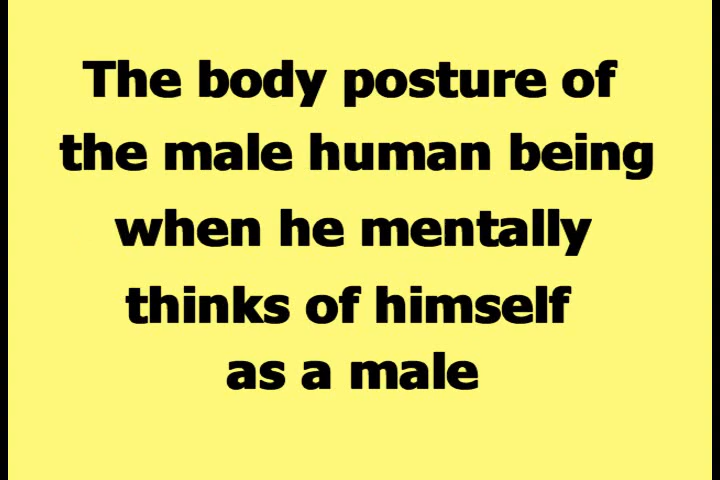 The body posture of
the male human being
when he mentally
thinks of himself
as a male